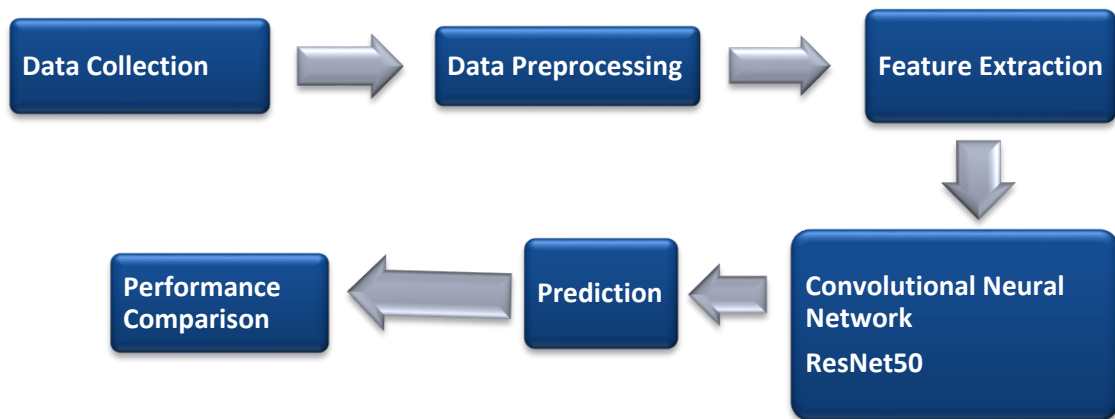 Data Collection
Data Preprocessing
Feature Extraction
Convolutional Neural
Network
ResNet50
Prediction
Performance
Comparison